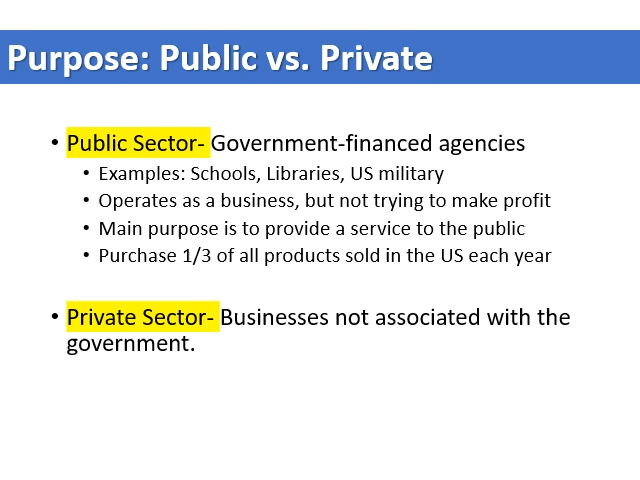 Purpose: Public vs. Private
• Public Sector- Government-financed agencies
• Examples: Schools, Libraries, US military
• Operates as a business, but not trying to make profit
• Main purpose is to provide a service to the public
• Purchase 1/3 of all products sold in the US each year
• Private Sector- Businesses not associated with the
government.